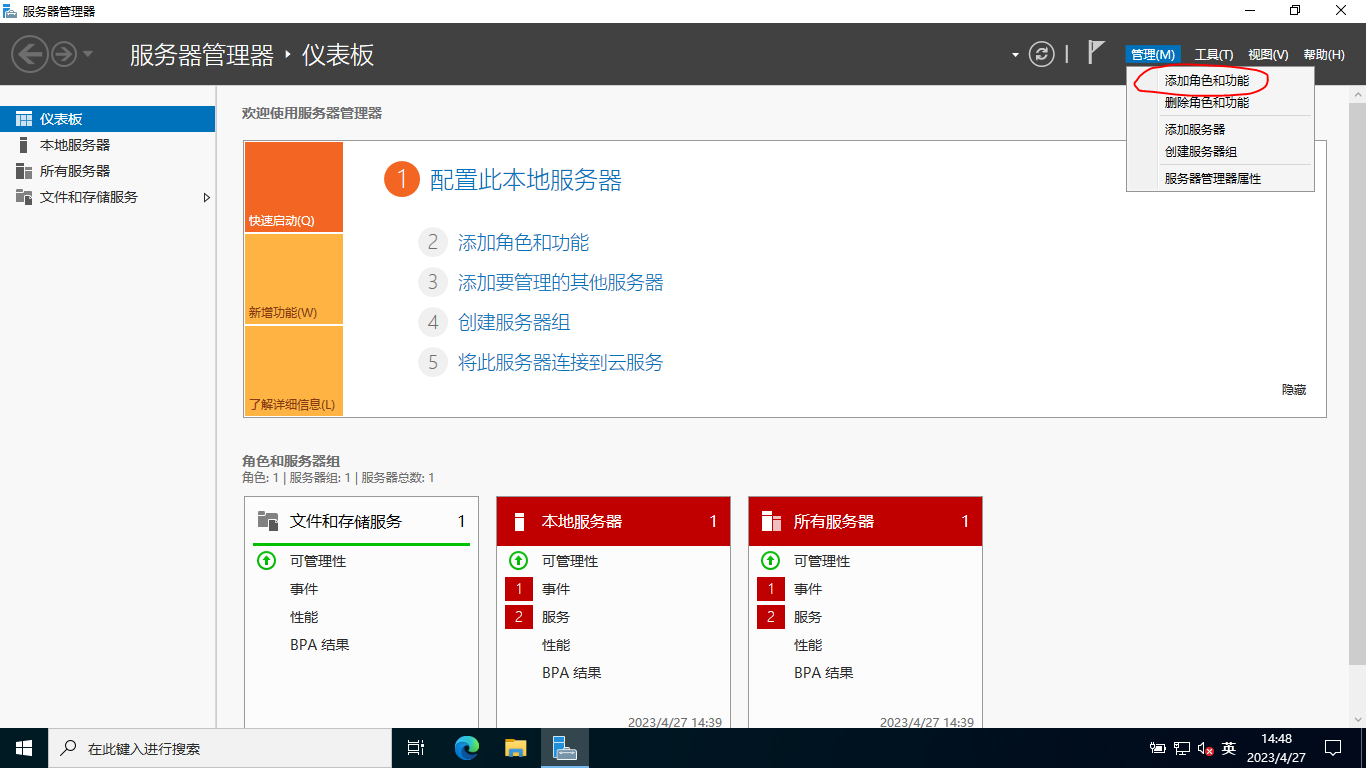 服务器管理器
服务器管理器 · 仪表板
管理(M) 工具(T) 视图(V) 帮助(H)
添加角色和功能
删除角色和功能
添加服务器
创建服务器组
服务器管理器属性
仪表板
本地服务器
所有服务器
文件和存储服务
欢迎使用服务器管理器
快速启动(Q)
新增功能(W)
了解详细信息(L)
1 配置此本地服务器
2 添加角色和功能
3 添加要管理的其他服务器
4 创建服务器组
5 将此服务器连接到云服务
隐藏
角色和服务器组
角色: 1 | 服务器组: 1 | 服务器总数: 1
文件和存储服务 1
可管理性
事件
性能
BPA 结果
本地服务器 1
可管理性
1 事件
2 服务
性能
BPA 结果
2023/4/27 14:39
所有服务器 1
可管理性
1 事件
2 服务
性能
BPA 结果
2023/4/27 14:39
在此键入进行搜索
英
14:48
2023/4/27